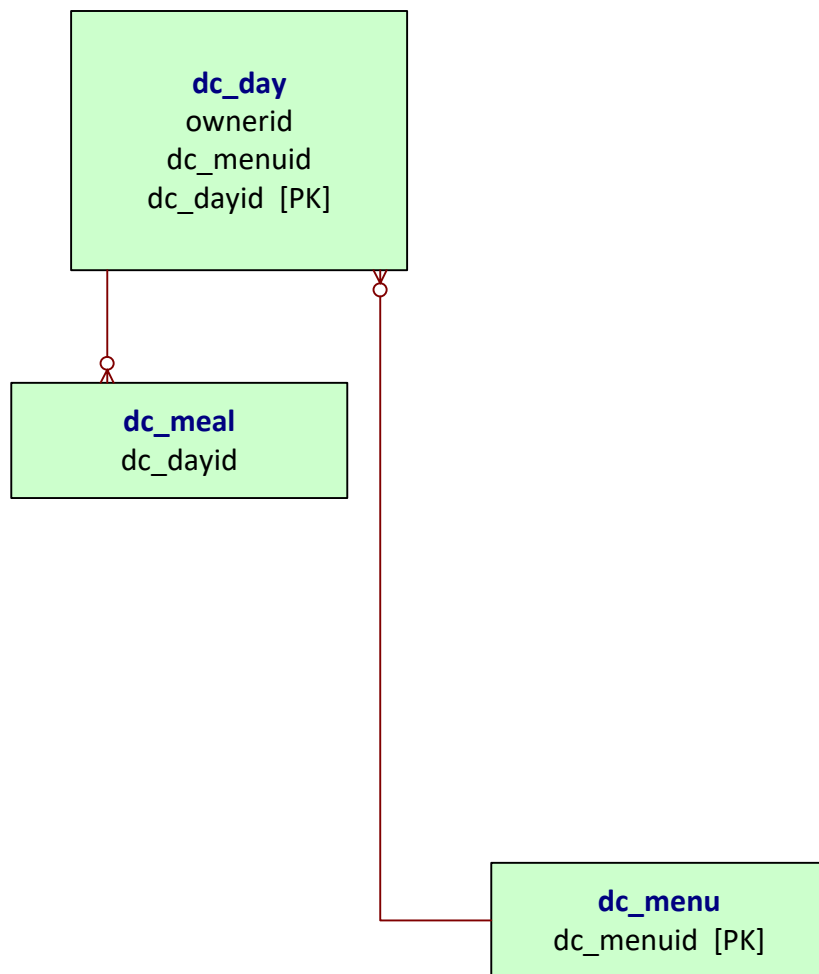 dc_day
ownerid
dc_menuid
dc_dayid [PK]
dc_meal
dc_dayid
dc_menu
dc_menuid [PK]